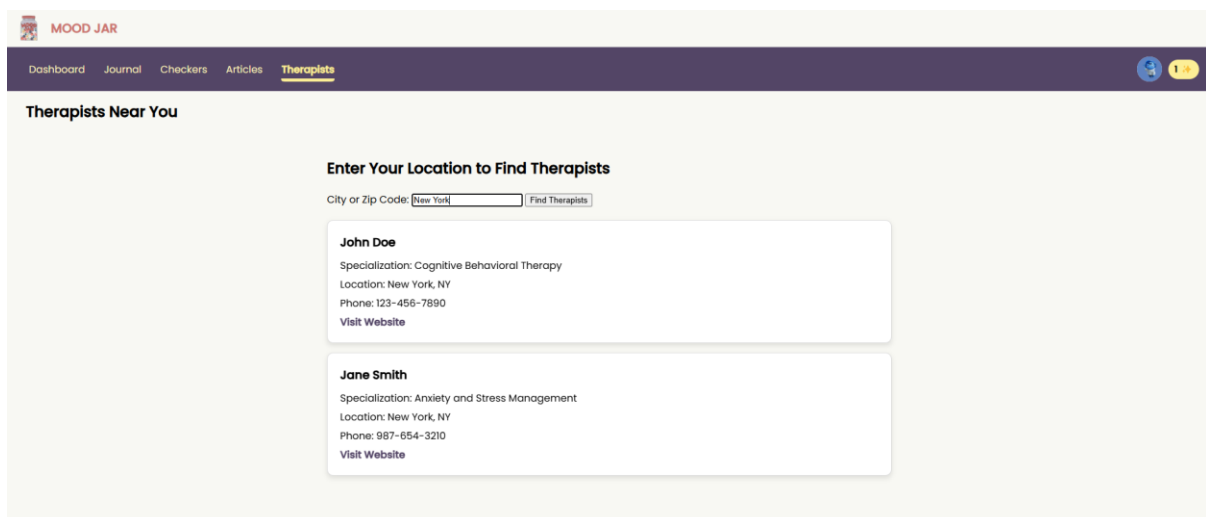 MOOD JAR
Dashboard Journal Checkers Articles Therapists 1
Therapists Near You
Enter Your Location to Find Therapists
City or Zip Code: New York Find Therapists
John Doe
Specialization: Cognitive Behavioral Therapy
Location: New York, NY
Phone: 123-456-7890
Visit Website
Jane Smith
Specialization: Anxiety and Stress Management
Location: New York, NY
Phone: 987-654-3210
Visit Website